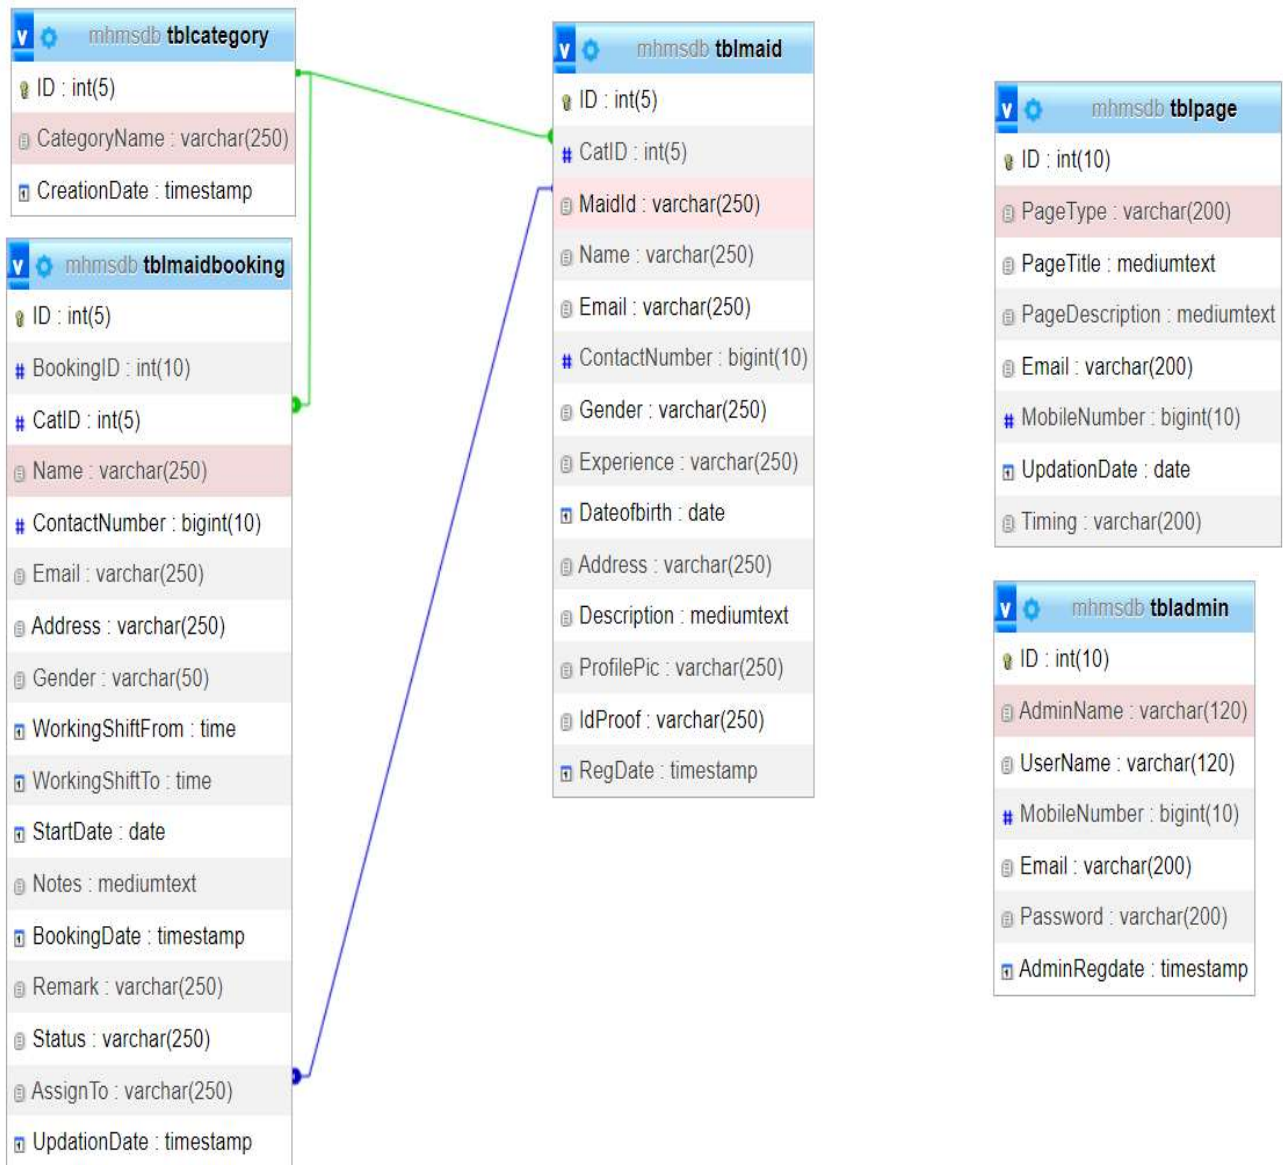 v mhmsdb tblcategory
ID : int(5)
CategoryName : varchar(250)
CreationDate : timestamp
v mhmsdb tblmaidbooking
ID : int(5)
# BookingID : int(10)
# CatID : int(5)
Name : varchar(250)
# ContactNumber : bigint(10)
Email : varchar(250)
Address : varchar(250)
Gender : varchar(50)
WorkingShiftFrom : time
WorkingShiftTo : time
StartDate : date
Notes : mediumtext
BookingDate : timestamp
Remark : varchar(250)
Status : varchar(250)
AssignTo : varchar(250)
UpdationDate : timestamp
v mhmsdb tblmaid
ID : int(5)
# CatID : int(5)
MaidId : varchar(250)
Name : varchar(250)
Email : varchar(250)
# ContactNumber : bigint(10)
Gender : varchar(250)
Experience : varchar(250)
Dateofbirth : date
Address : varchar(250)
Description : mediumtext
ProfilePic : varchar(250)
IdProof : varchar(250)
RegDate : timestamp
v mhmsdb tblpage
ID : int(10)
PageType : varchar(200)
PageTitle : mediumtext
PageDescription : mediumtext
Email : varchar(200)
# MobileNumber : bigint(10)
UpdationDate : date
Timing : varchar(200)
v mhmsdb tbladmin
ID : int(10)
AdminName : varchar(120)
UserName : varchar(120)
# MobileNumber : bigint(10)
Email : varchar(200)
Password : varchar(200)
AdminRegdate : timestamp